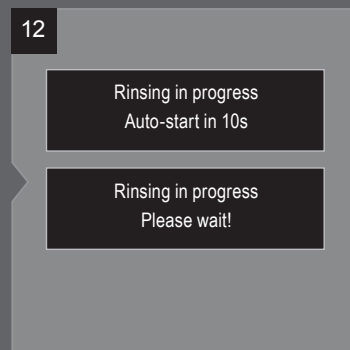 12
Rinsing in progress
Auto-start in 10s
Rinsing in progress
Please wait!